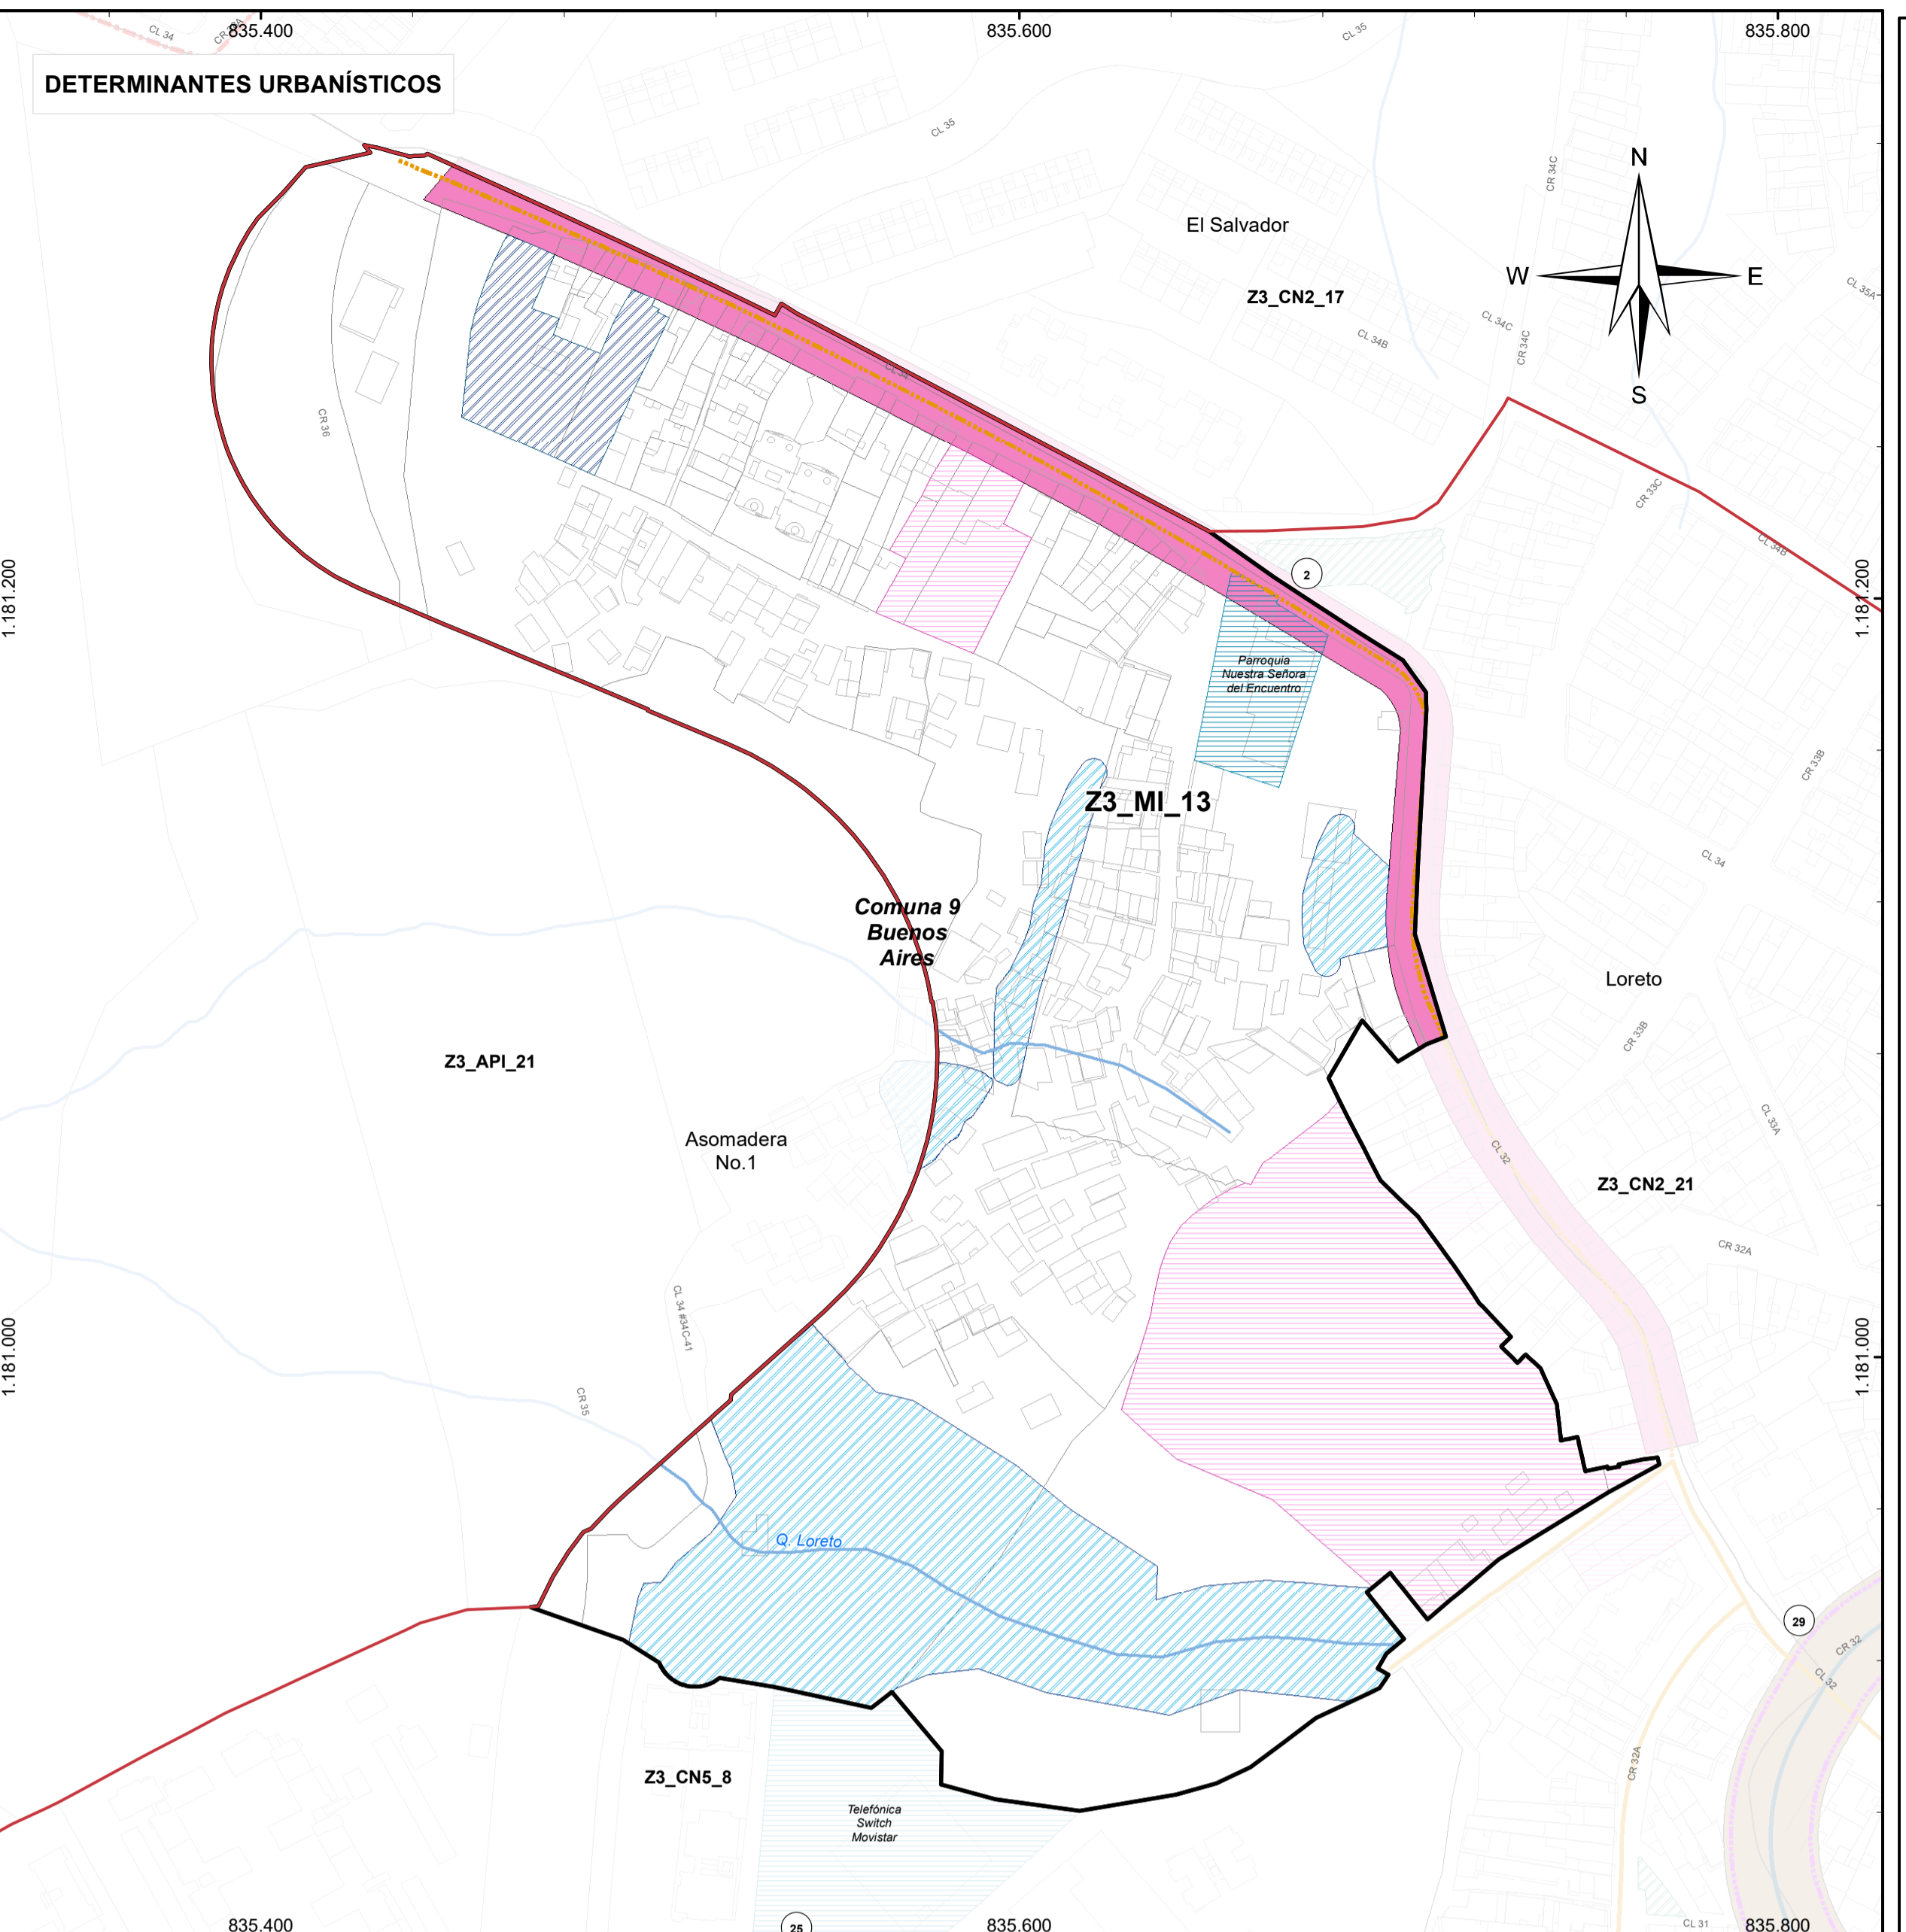 835.400
835.600
835.800
DETERMINANTES URBANÍSTICOS
CL 34
CL 35
CL 35
CR 34C
N
W
E
S
El Salvador
Z3_CN2_17
CL 35A
CL 34C
CL 34B
CR 34C
CL 34
CR 36
CR 33C
CL 34B
2
1.181.200
1.181.200
Parroquia
Nuestra Señora
del Encuentro
CR 33B
Z3_MI_13
CL 34
Comuna 9
Buenos
Aires
Loreto
CR 33B
Z3_API_21
Asomadera
No.1
CL 33A
CL 32
Z3_CN2_21
CR 32A
CL 34 #34C-41
1.181.000
1.181.000
CR 35
Q. Loreto
29
CR 32
CL 32
CR 32A
Z3_CN5_8
Telefónica
Switch
Movistar
25
CL 31
835.400
835.600
835.800